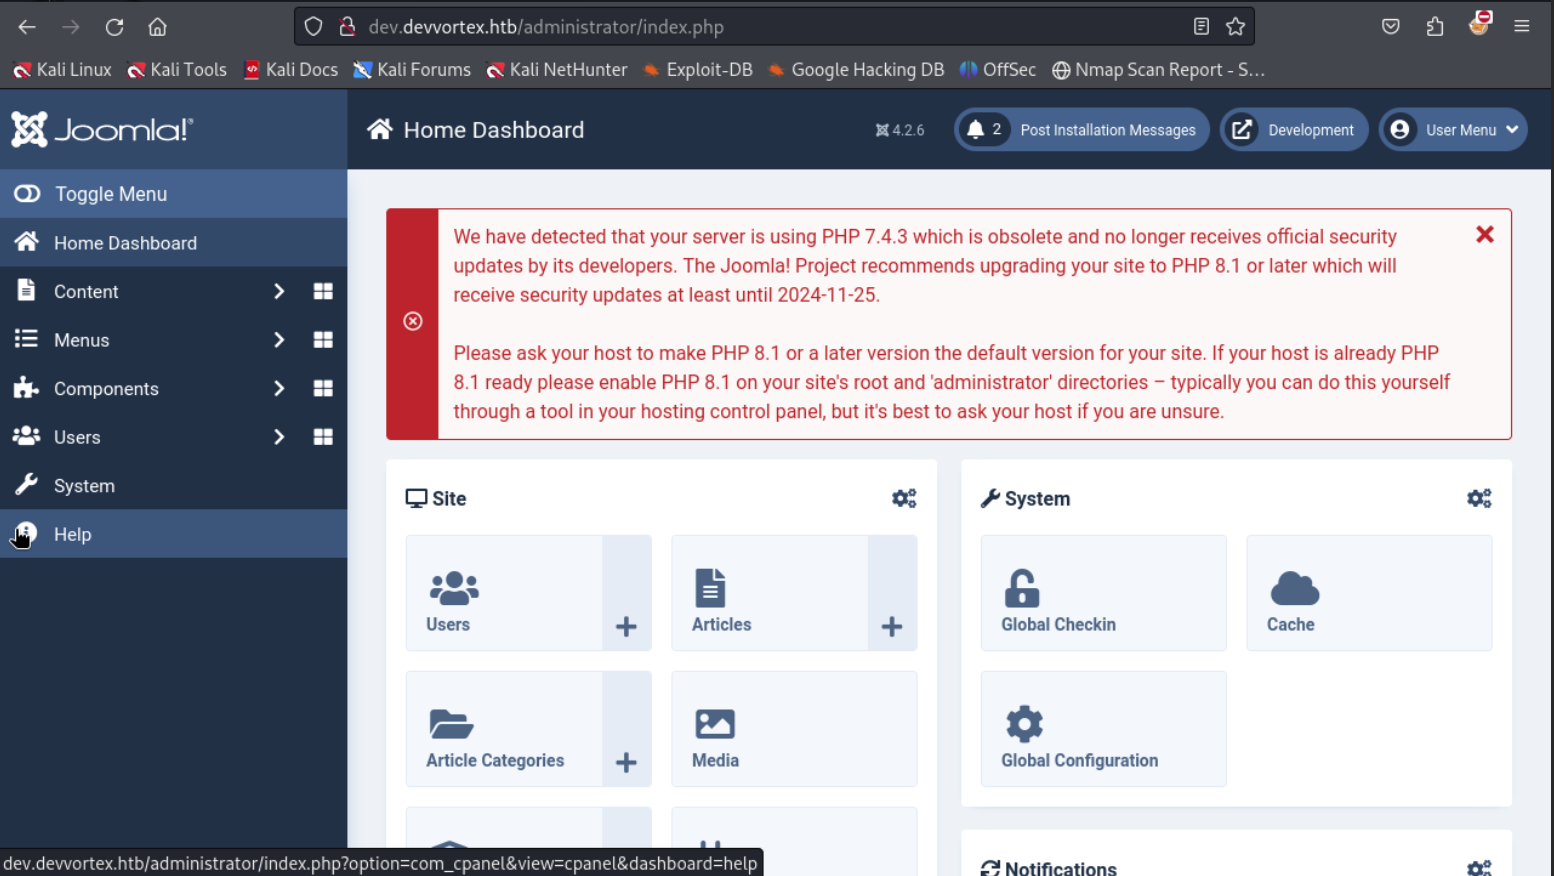 dev.devvortex.htb/administrator/index.php
Kali Linux Kali Tools Kali Docs Kali Forums Kali NetHunter Exploit-DB Google Hacking DB OffSec Nmap Scan Report - S...
Joomla!® Home Dashboard 4.2.6 2 Post Installation Messages Development User Menu
Toggle Menu
Home Dashboard
Content
Menus
Components
Users
System
Help
We have detected that your server is using PHP 7.4.3 which is obsolete and no longer receives official security
updates by its developers. The Joomla! Project recommends upgrading your site to PHP 8.1 or later which will
receive security updates at least until 2024-11-25.
Please ask your host to make PHP 8.1 or a later version the default version for your site. If your host is already PHP
8.1 ready please enable PHP 8.1 on your site's root and 'administrator' directories – typically you can do this yourself
through a tool in your hosting control panel, but it's best to ask your host if you are unsure.
Site
Users
Articles
Article Categories
Media
System
Global Checkin
Cache
Global Configuration
Notifications
dev.devvortex.htb/administrator/index.php?option=com_cpanel&view=cpanel&dashboard=help